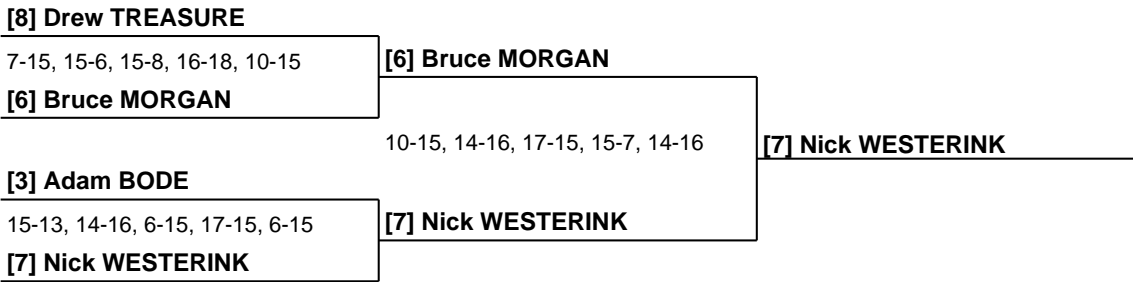 [8] Drew TREASURE
7-15, 15-6, 15-8, 16-18, 10-15
[6] Bruce MORGAN
[6] Bruce MORGAN
10-15, 14-16, 17-15, 15-7, 14-16
[7] Nick WESTERINK
[3] Adam BODE
15-13, 14-16, 6-15, 17-15, 6-15
[7] Nick WESTERINK
[7] Nick WESTERINK